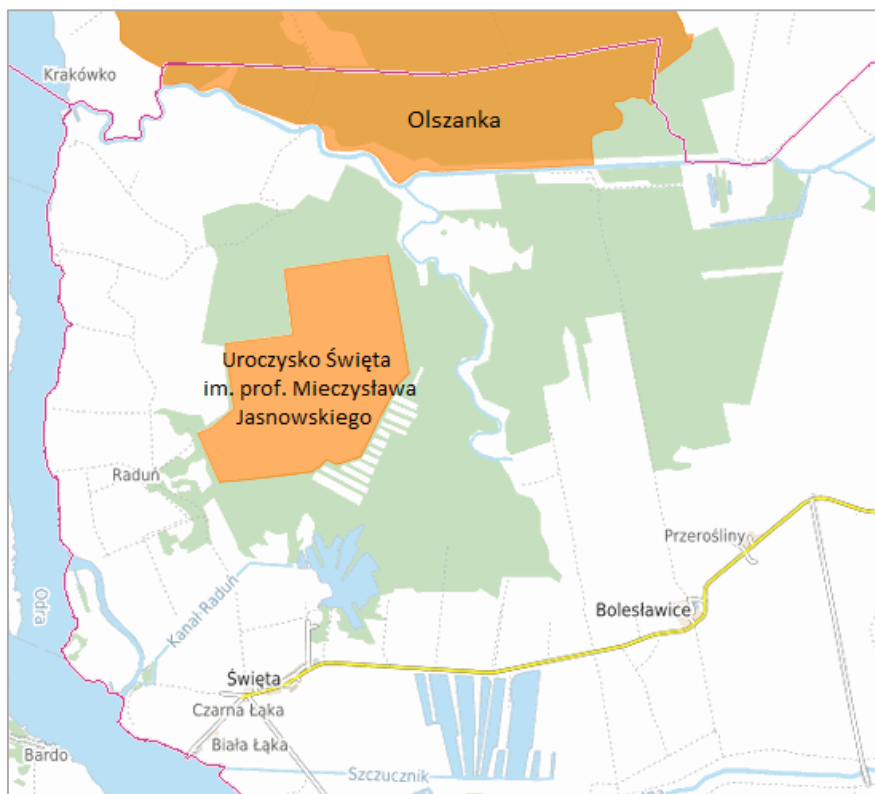 Krakówko
Olszanka
Uroczysko Święta
im. prof. Mieczysława
Jasnowskiego
Raduń
Przerośliny
Odra
Kanał Raduń
Bolesławice
Święta
Czarna Łąka
Biała Łąka
Bardo
Szczucznik